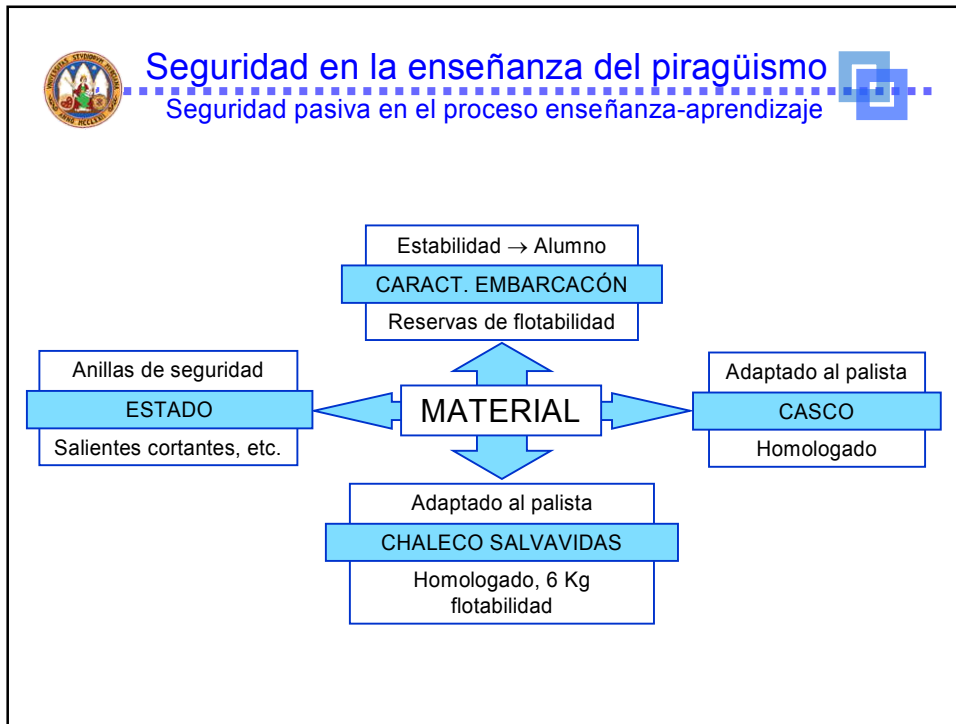 Seguridad en la enseñanza del piragüismo
Seguridad pasiva en el proceso enseñanza-aprendizaje
Estabilidad → Alumno
CARACT. EMBARCACÓN
Reservas de flotabilidad
Anillas de seguridad
ESTADO
Salientes cortantes, etc.
MATERIAL
Adaptado al palista
CASCO
Homologado
Adaptado al palista
CHALECO SALVAVIDAS
Homologado, 6 Kg
flotabilidad